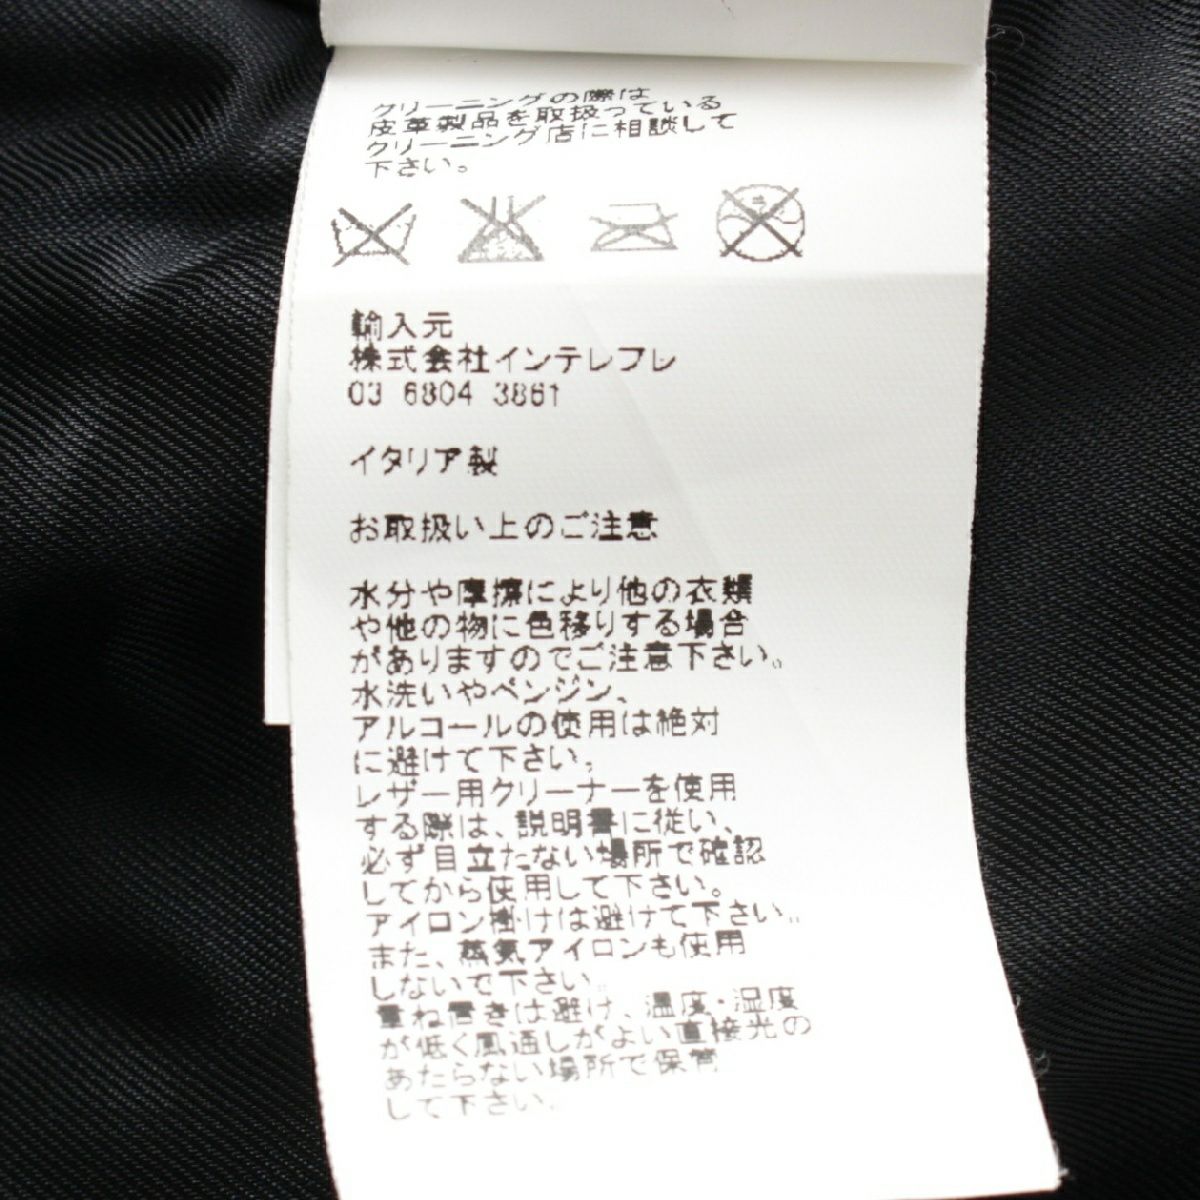 クリーニングの際は
皮革製品を取扱っている
クリーニング店に相談して
下さい。
輸入元
株式会社インテレプレ
03 6804 3861
イタリア製
お取扱い上のご注意
水分や摩擦により他の衣類
や他の物に色移りする場合
がありますのでご注意下さい。
水洗いやベンジン、
アルコールの使用は絶対
に避けて下さい。
レザー用クリーナーを使用
する際は、説明書に従い、
必ず目立たない場所で確認
してから使用して下さい。
アイロン掛けは避けて下さい。
また、蒸気アイロンも使用
しないで下さい。
重ね置きは避け、温度・湿度
が低く風通しがよい直接光の
あたらない場所で保管
して下さい。